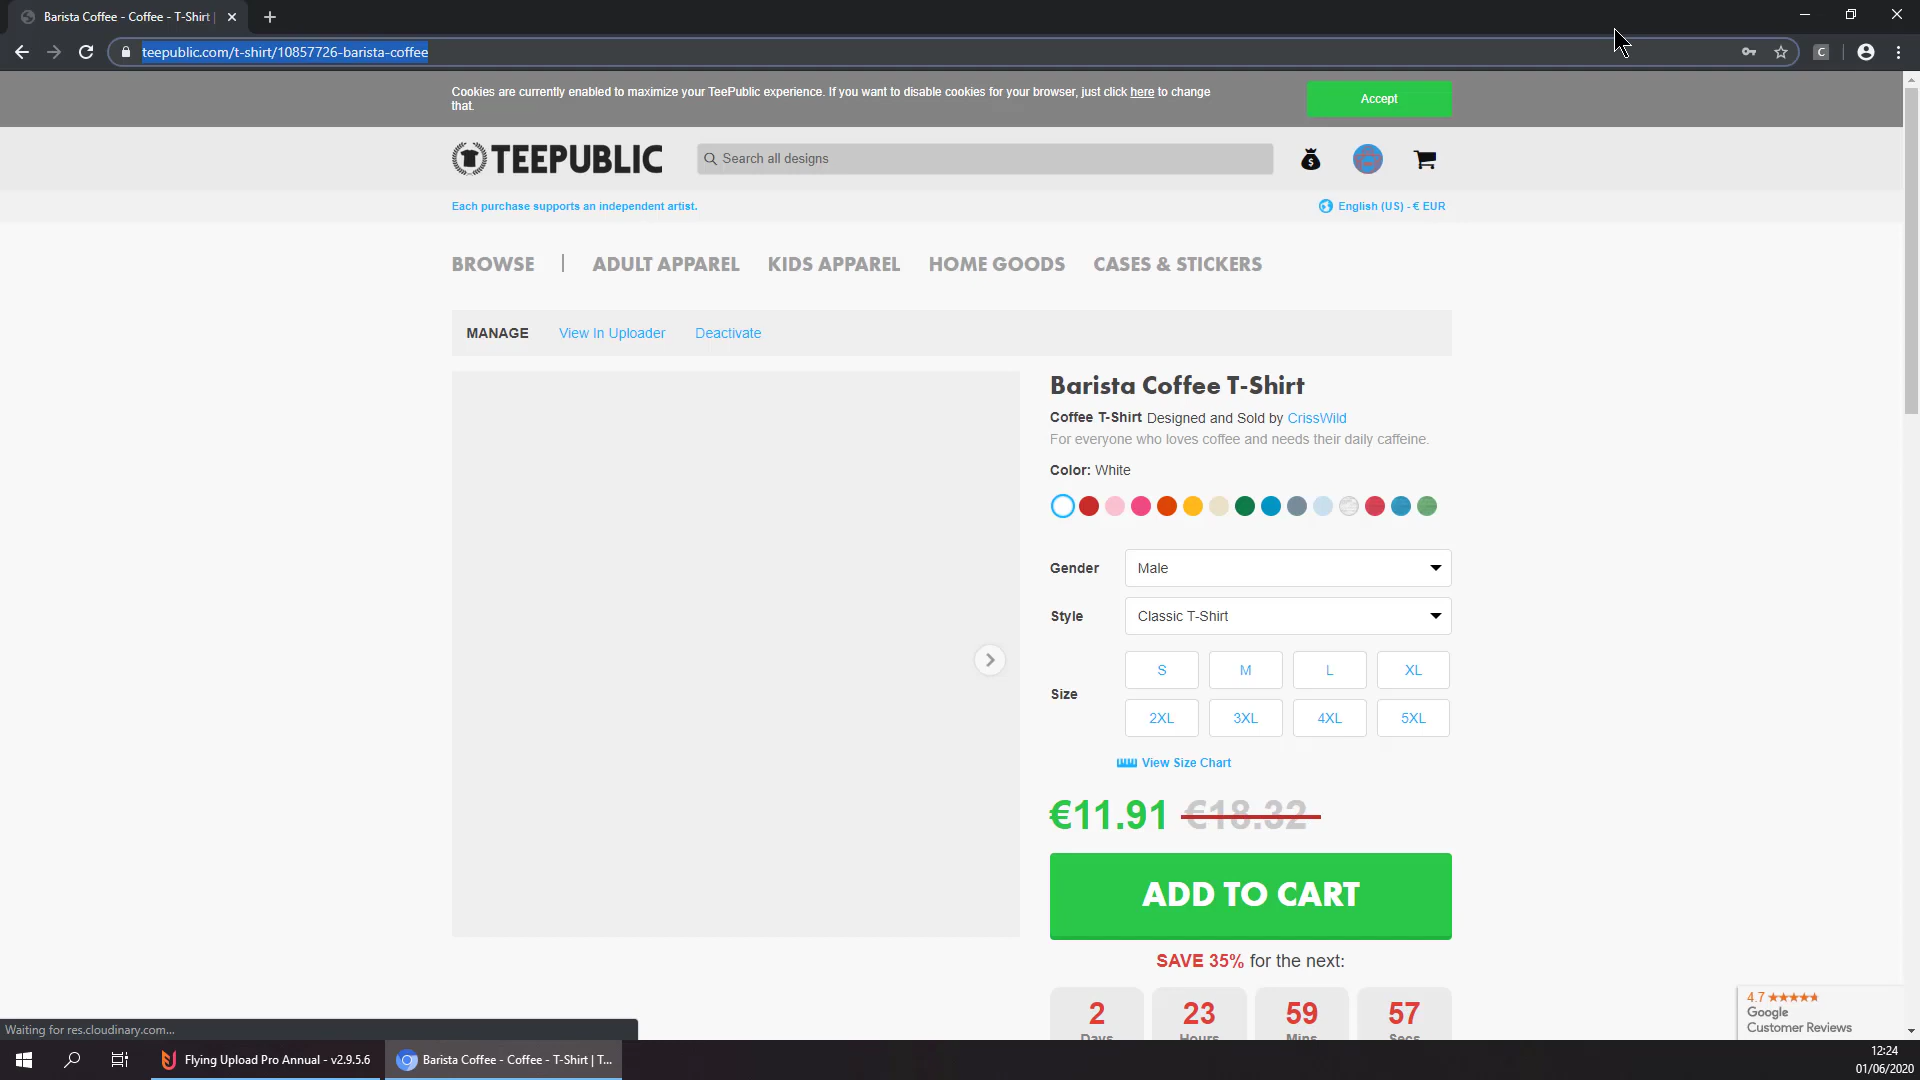 Barista Coffee - Coffee - T-Shirt |
teepublic.com/t-shirt/10857726-barista-coffee
Cookies are currently enabled to maximize your TeePublic experience. If you want to disable cookies for your browser, just click here to change
that.
Accept
TEEPUBLIC
Search all designs
Each purchase supports an independent artist.
English (US) - € EUR
BROWSE | ADULT APPAREL KIDS APPAREL HOME GOODS CASES & STICKERS
MANAGE View In Uploader Deactivate
Barista Coffee T-Shirt
Coffee T-Shirt Designed and Sold by CrissWild
For everyone who loves coffee and needs their daily caffeine.
Color: White
Gender Male
Style Classic T-Shirt
Size
S M L XL
2XL 3XL 4XL 5XL
View Size Chart
€11.91 €18.32
ADD TO CART
SAVE 35% for the next:
2 23 59 57
Days Hours Mins Secs
4.7
Google
Customer Reviews
Waiting for res.cloudinary.com...
Flying Upload Pro Annual - v2.9.5.6
Barista Coffee - Coffee - T-Shirt | T...
12:24
01/06/2020